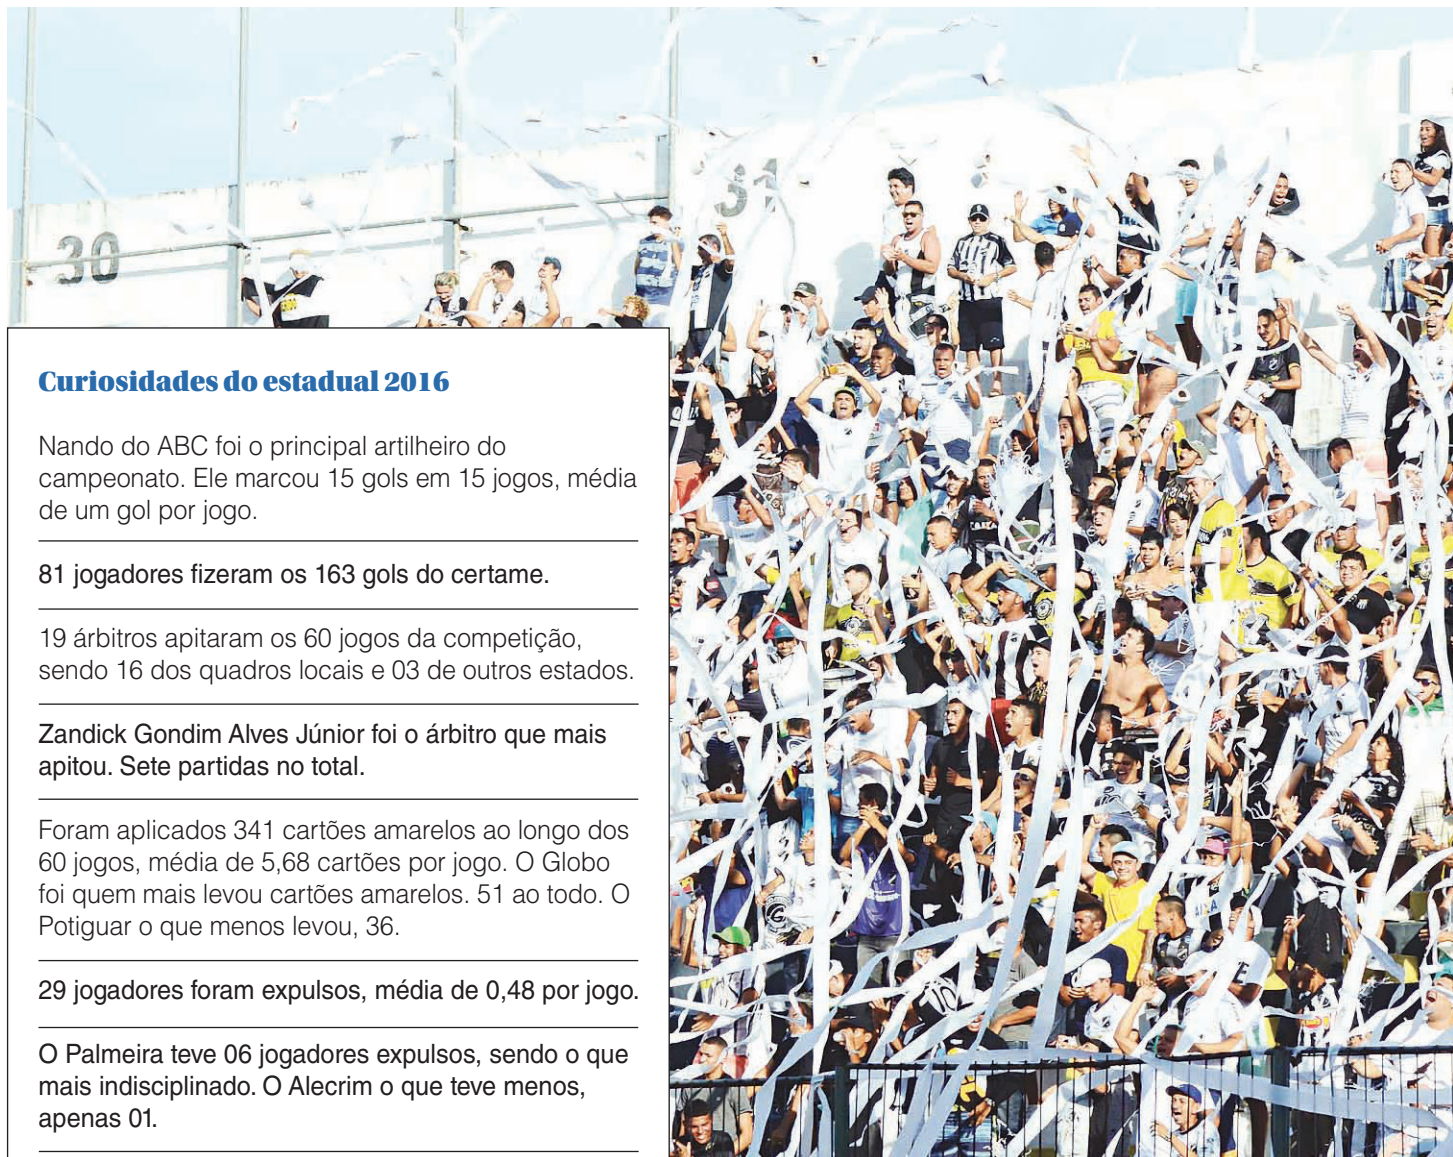 30
31
Curiosidades do estadual 2016
Nando do ABC foi o principal artilheiro do
campeonato. Ele marcou 15 gols em 15 jogos, média
de um gol por jogo.
81 jogadores fizeram os 163 gols do certame.
19 árbitros apitaram os 60 jogos da competição,
sendo 16 dos quadros locais e 03 de outros estados.
Zandick Gondim Alves Júnior foi o árbitro que mais
apitou. Sete partidas no total.
Foram aplicados 341 cartões amarelos ao longo dos
60 jogos, média de 5,68 cartões por jogo. O Globo
foi quem mais levou cartões amarelos. 51 ao todo. O
Potiguar o que menos levou, 36.
29 jogadores foram expulsos, média de 0,48 por jogo.
O Palmeira teve 06 jogadores expulsos, sendo o que
mais indisciplinado. O Alecrim o que teve menos,
apenas 01.